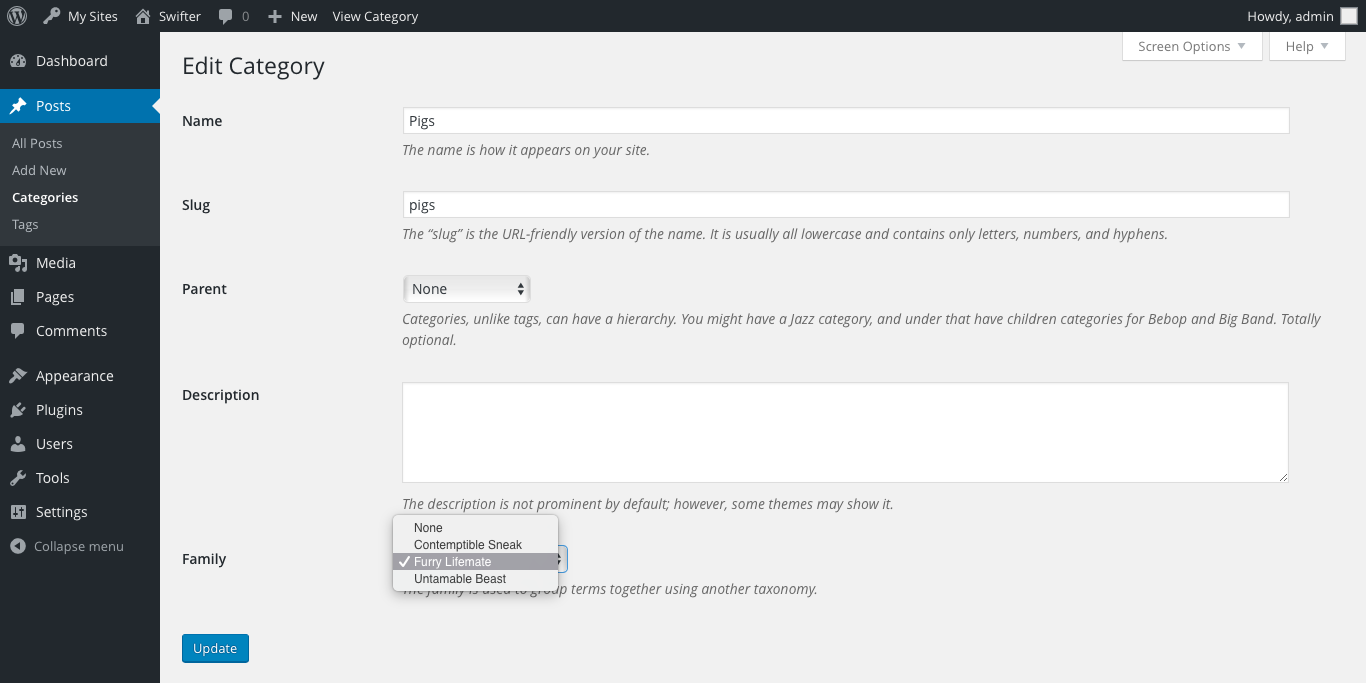 My Sites Swifter 0 New View Category Howdy, admin
Dashboard
Posts
All Posts
Add New
Categories
Tags
Media
Pages
Comments
Appearance
Plugins
Users
Tools
Settings
Collapse menu
Screen Options Help
Edit Category
Name Pigs
The name is how it appears on your site.
Slug pigs
The “slug” is the URL-friendly version of the name. It is usually all lowercase and contains only letters, numbers, and hyphens.
Parent None
Categories, unlike tags, can have a hierarchy. You might have a Jazz category, and under that have children categories for Bebop and Big Band. Totally
optional.
Description
The description is not prominent by default; however, some themes may show it.
Family
None
Contemptible Sneak
Furry Lifemate
Untamable Beast
The family is used to group terms together using another taxonomy.
Update